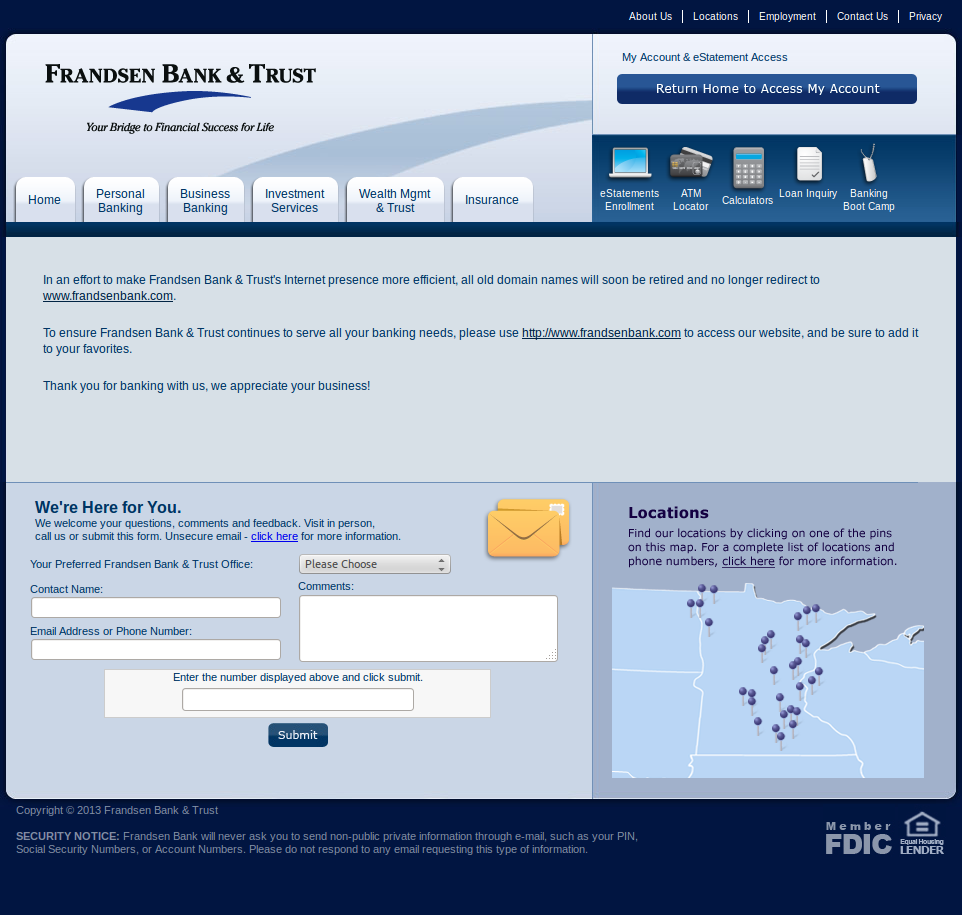 About Us
Locations
Employment
Contact Us
Privacy
FRANDSEN BANK & TRUST
Your Bridge to Financial Success for Life
My Account & eStatement Access
Return Home to Access My Account
eStatements
Enrollment
ATM
Locator
Calculators
Loan Inquiry
Banking
Boot Camp
Home
Personal
Banking
Business
Banking
Investment
Services
Wealth Mgmt
& Trust
Insurance
In an effort to make Frandsen Bank & Trust's Internet presence more efficient, all old domain names will soon be retired and no longer redirect to
www.frandsenbank.com.
To ensure Frandsen Bank & Trust continues to serve all your banking needs, please use http://www.frandsenbank.com to access our website, and be sure to add it
to your favorites.
Thank you for banking with us, we appreciate your business!
We're Here for You.
We welcome your questions, comments and feedback. Visit in person,
call us or submit this form. Unsecure email - click here for more information.
Your Preferred Frandsen Bank & Trust Office:
Please Choose
Contact Name:
Comments:
Email Address or Phone Number:
Enter the number displayed above and click submit.
Submit
Locations
Find our locations by clicking on one of the pins
on this map. For a complete list of locations and
phone numbers, click here for more information.
Copyright © 2013 Frandsen Bank & Trust
SECURITY NOTICE: Frandsen Bank will never ask you to send non-public private information through e-mail, such as your PIN,
Social Security Numbers, or Account Numbers. Please do not respond to any email requesting this type of information.
Member
FDIC
Equal Housing
LENDER